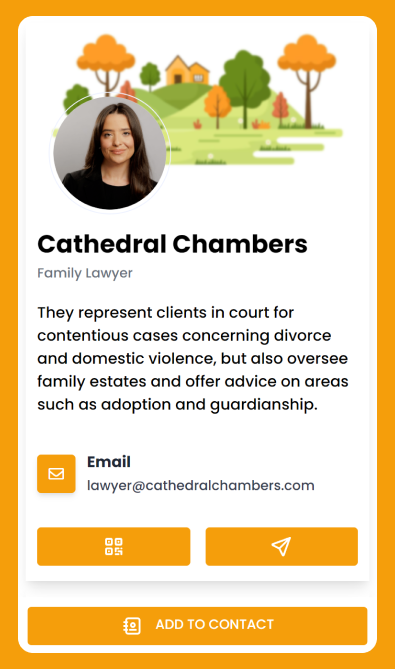 Cathedral Chambers
Family Lawyer
They represent clients in court for
contentious cases concerning divorce
and domestic violence, but also oversee
family estates and offer advice on areas
such as adoption and guardianship.
Email
lawyer@cathedralchambers.com
ADD TO CONTACT